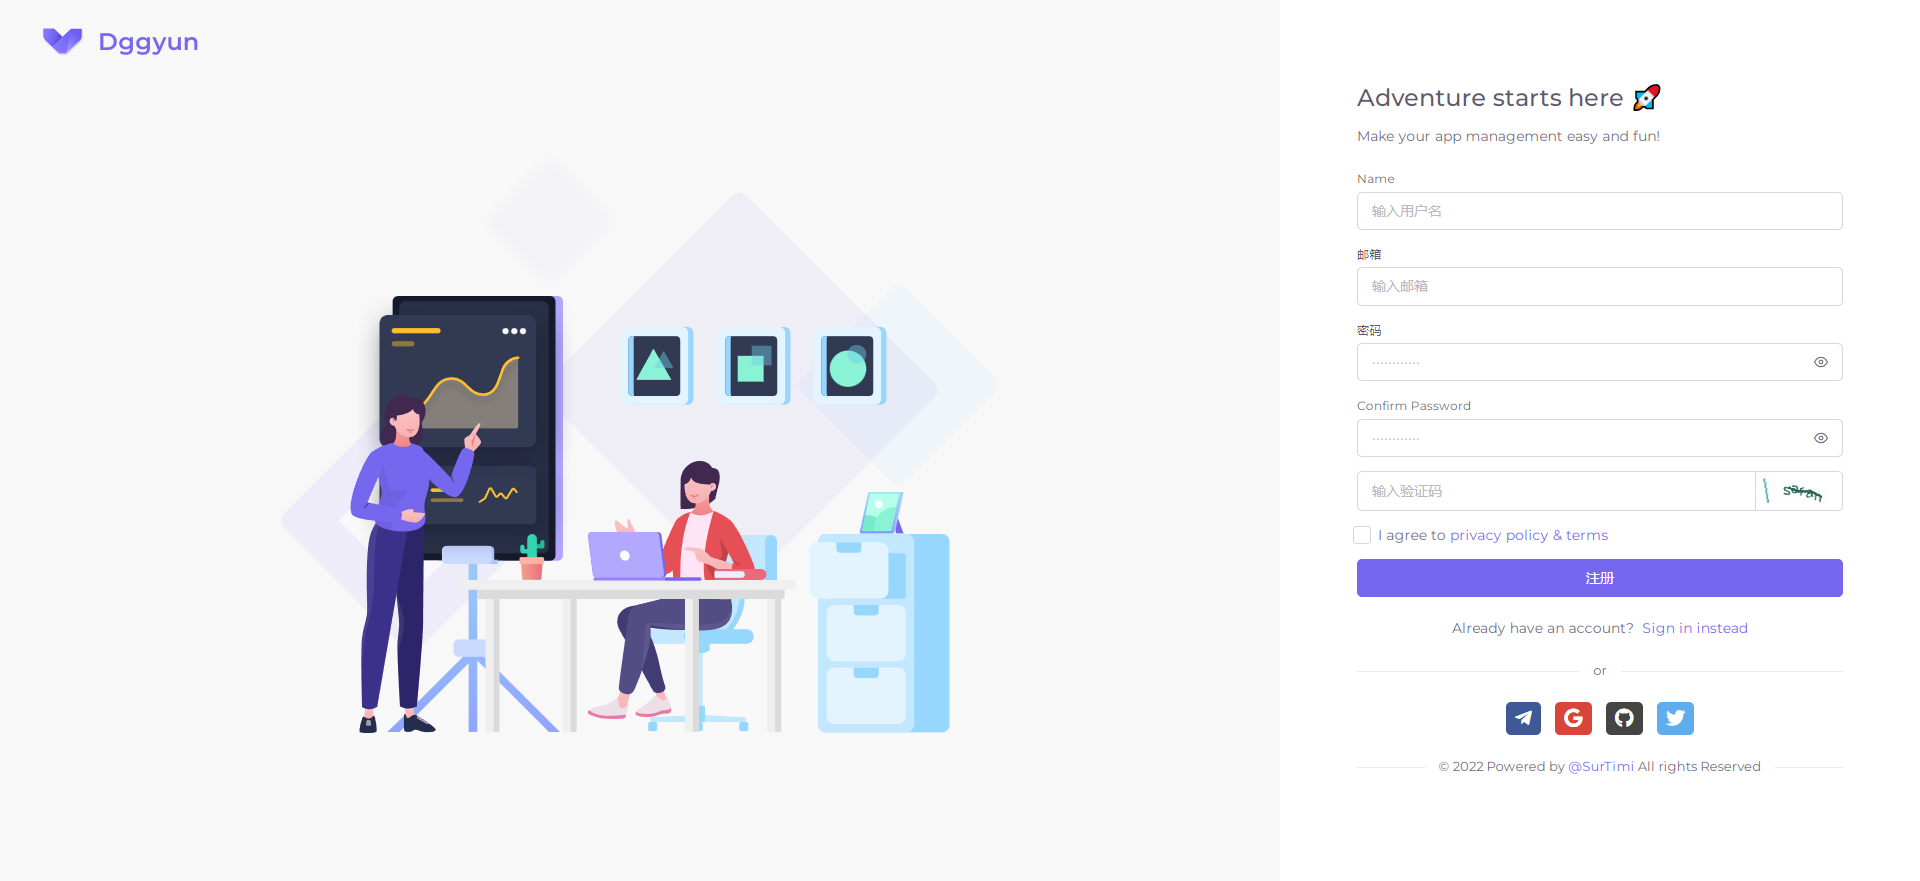 Dggyun
Adventure starts here 🚀
Make your app management easy and fun!
Name
输入用户名
邮箱
输入邮箱
密码
············
Confirm Password
············
输入验证码
I agree to privacy policy & terms
注册
Already have an account? Sign in instead
or
© 2022 Powered by @SurTimi All rights Reserved